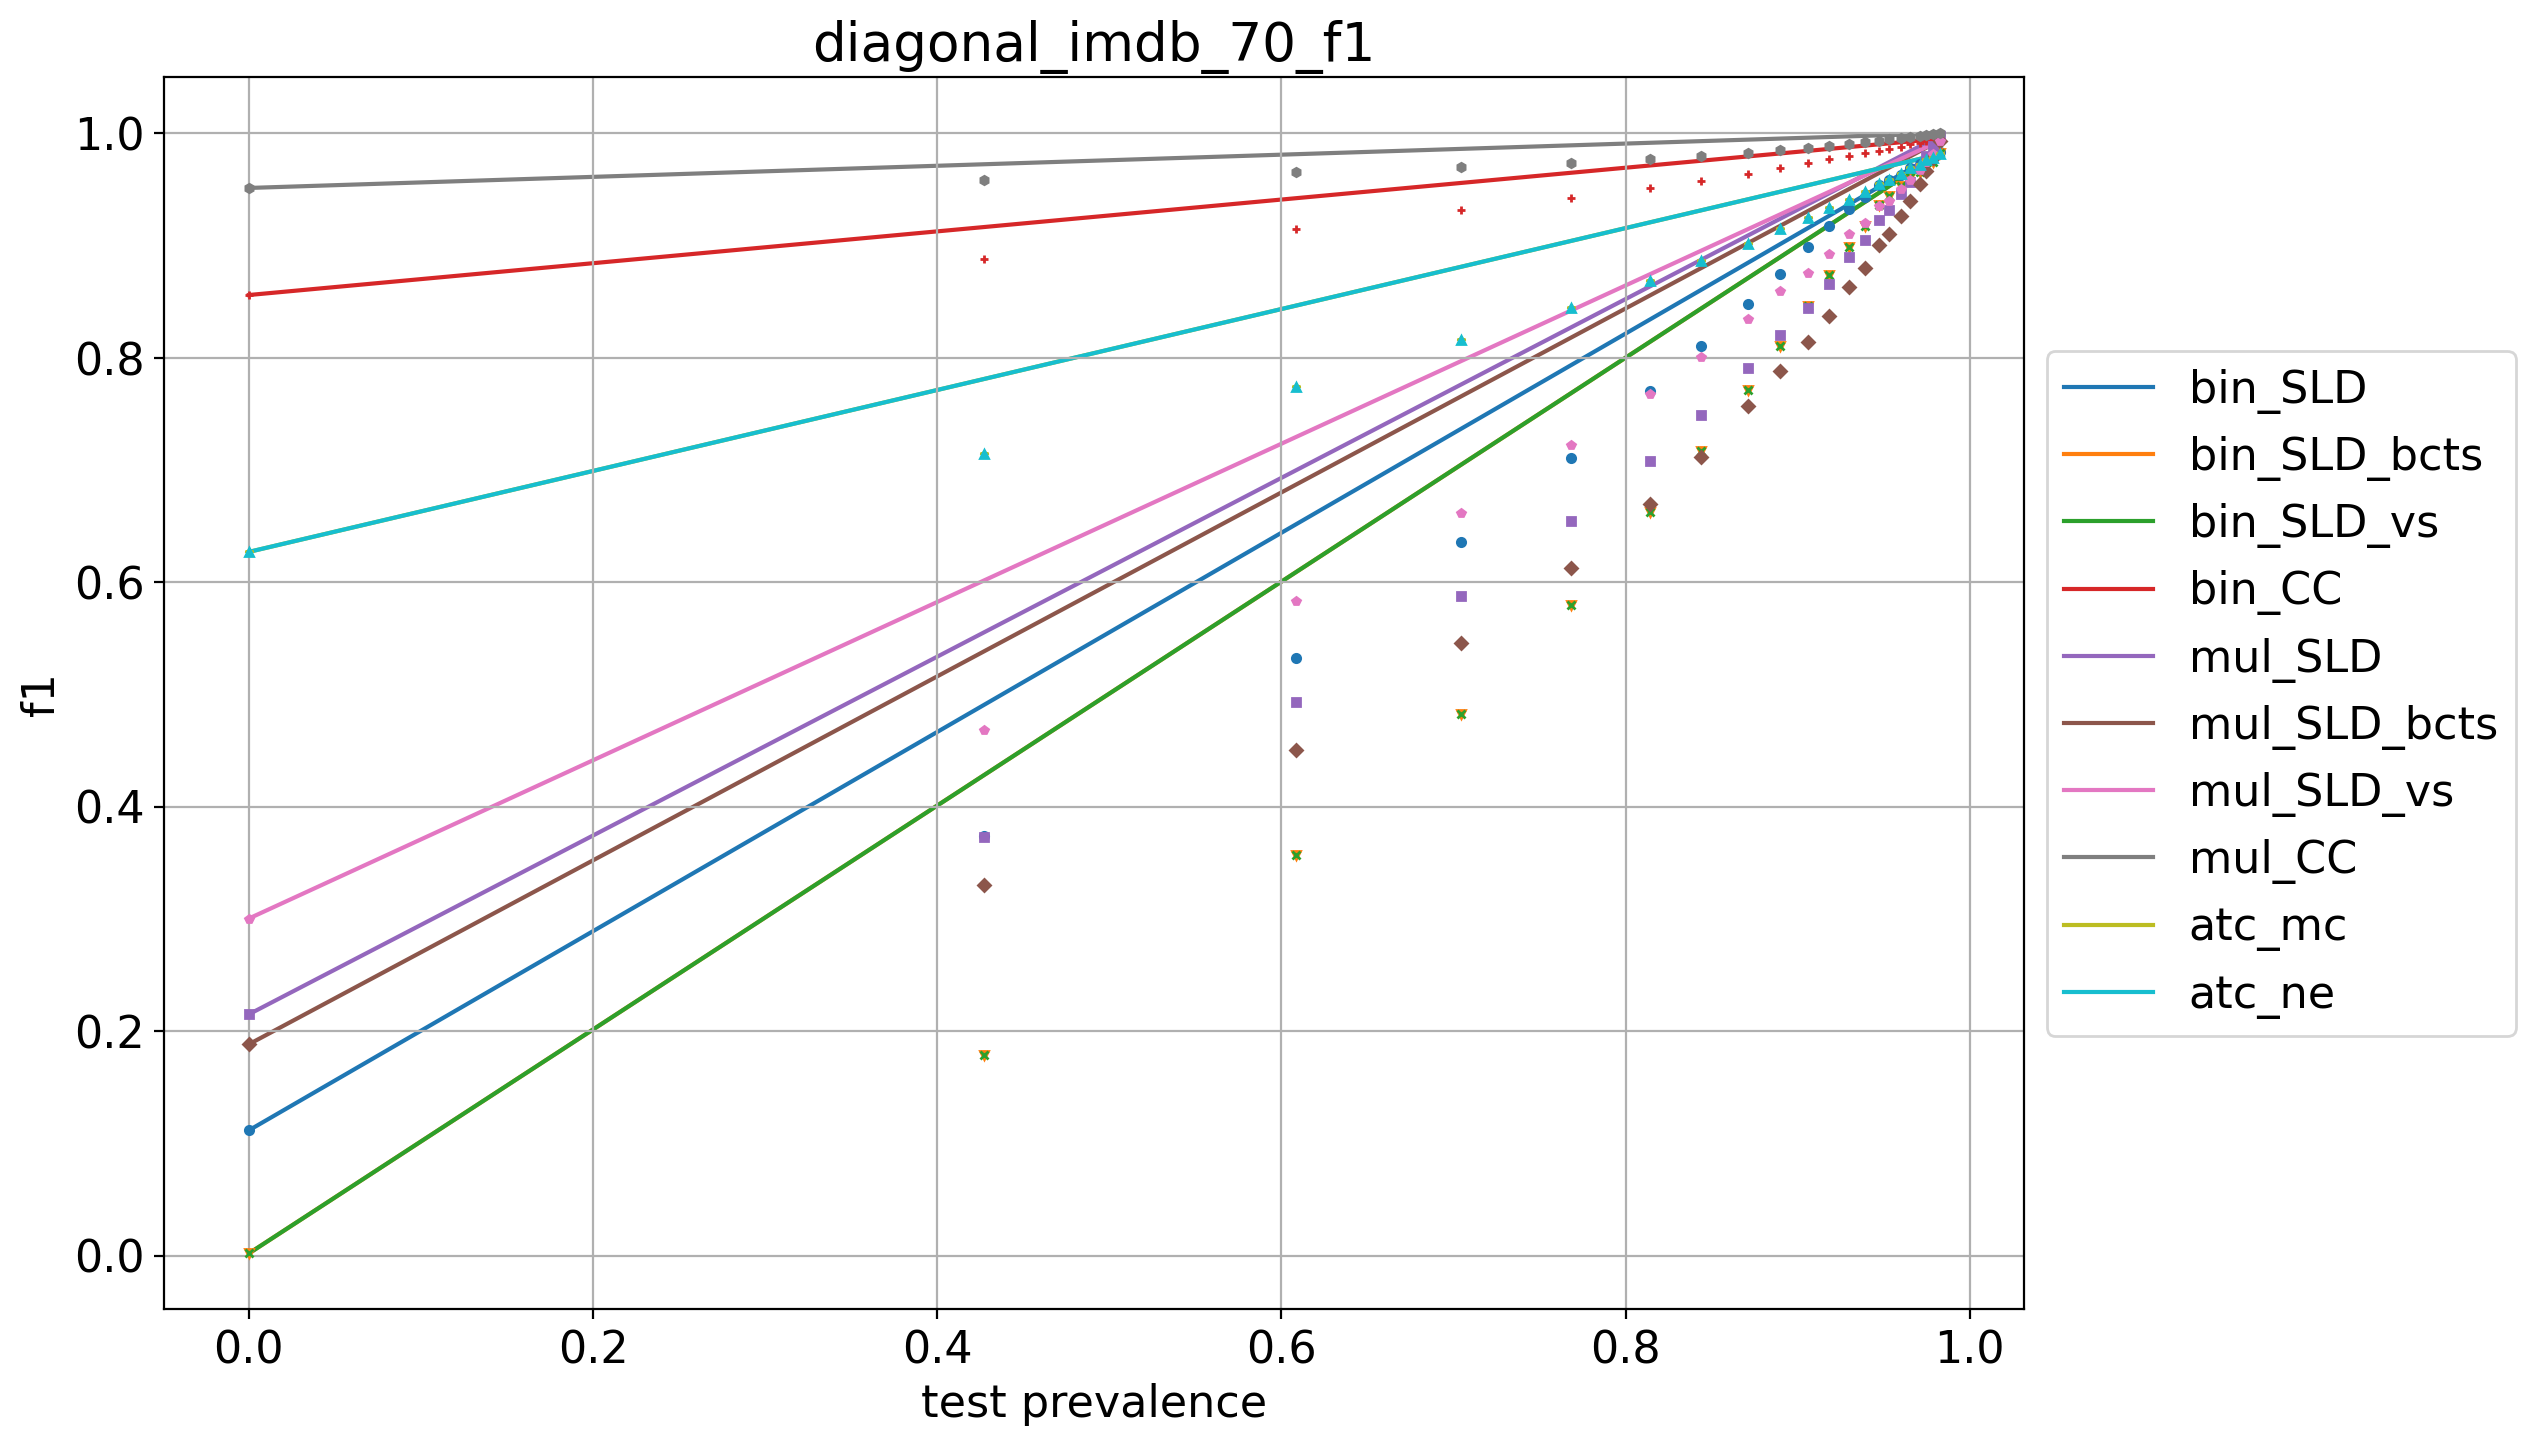 diagonal_imdb_70_f1
1.0
0.8
0.6
0.4
0.2
0.0
f1
0.0 0.2 0.4 0.6 0.8 1.0
test prevalence
bin_SLD
bin_SLD_bcts
bin_SLD_vs
bin_CC
mul_SLD
mul_SLD_bcts
mul_SLD_vs
mul_CC
atc_mc
atc_ne